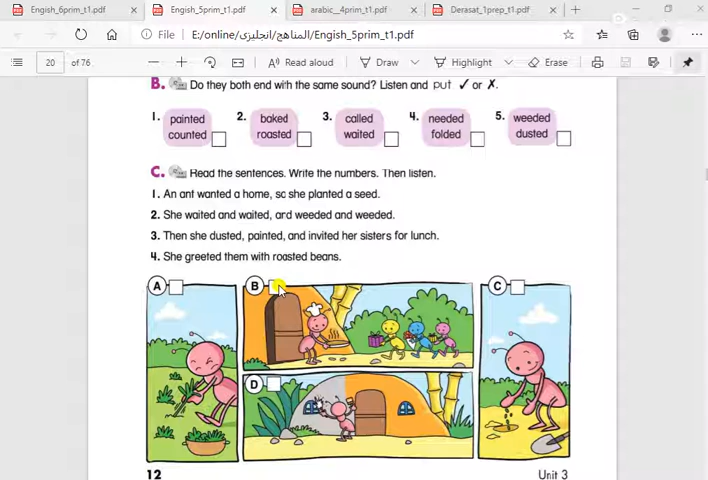 Engish_6prim_t1.pdf
Engish_5prim_t1.pdf
arabic__4prim_t1.pdf
Derasat_1prep_t1.pdf
File
E:/online/المناهج/انجليزى/Engish_5prim_t1.pdf
20 of 76
Read aloud
Draw
Highlight
Erase
B. Do they both end with the same sound? Listen and put ✓ or ✗.
1. painted counted
2. baked roasted
3. called waited
4. needed folded
5. weeded dusted
C. Read the sentences. Write the numbers. Then listen.
1. An ant wanted a home, so she planted a seed.
2. She waited and waited, and weeded and weeded.
3. Then she dusted, painted, and invited her sisters for lunch.
4. She greeted them with roasted beans.
A
B
C
D
12
Unit 3